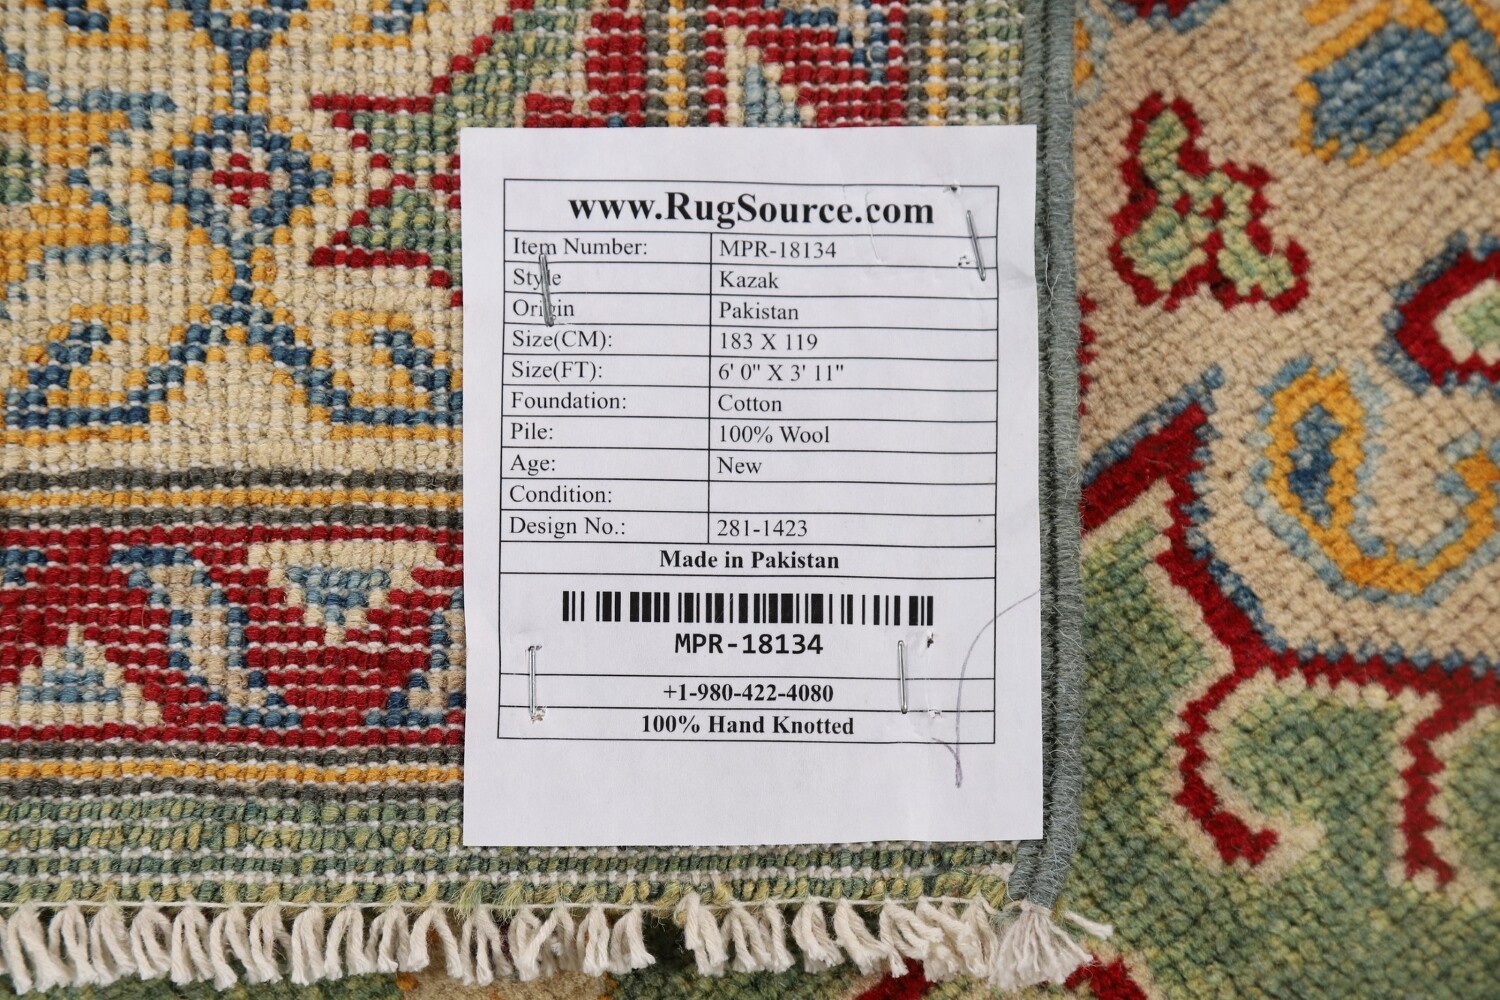 www.RugSource.com
Item Number: MPR-18134
Style Kazak
Origin Pakistan
Size(CM): 183 X 119
Size(FT): 6' 0" X 3' 11"
Foundation: Cotton
Pile: 100% Wool
Age: New
Condition:
Design No.: 281-1423
Made in Pakistan
MPR-18134
+1-980-422-4080
100% Hand Knotted